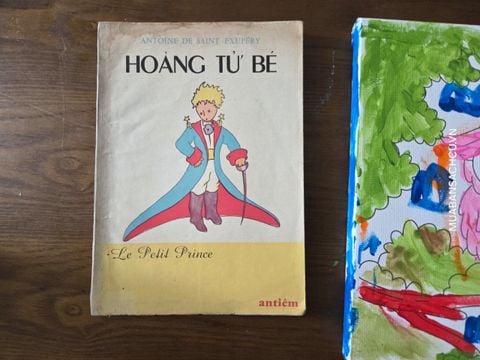 ANTOINE DE SAINT EXUPÉRY
HOÀNG TỬ BÉ
Le Petit Prince
antiêm
MUABANSACHCU.VN